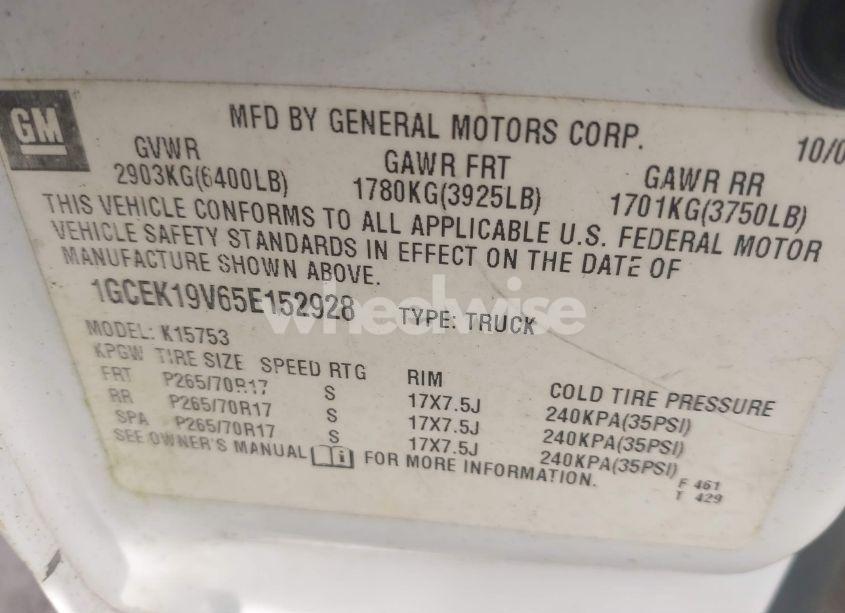 GM
MFD BY GENERAL MOTORS CORP.
10/0
GVWR GAWR FRT GAWR RR
2903KG(6400LB) 1780KG(3925LB) 1701KG(3750LB)
THIS VEHICLE CONFORMS TO ALL APPLICABLE U.S. FEDERAL MOTOR
VEHICLE SAFETY STANDARDS IN EFFECT ON THE DATE OF
MANUFACTURE SHOWN ABOVE.
1GCEK19V65E152928 TYPE: TRUCK
wheelwise
MODEL: K15753
KPGW TIRE SIZE SPEED RTG RIM COLD TIRE PRESSURE
FRT P265/70R17 S 17X7.5J 240KPA(35PSI)
RR P265/70R17 S 17X7.5J 240KPA(35PSI)
SPA P265/70R17 S 17X7.5J 240KPA(35PSI)
SEE OWNER'S MANUAL i FOR MORE INFORMATION.
F 461
T 429